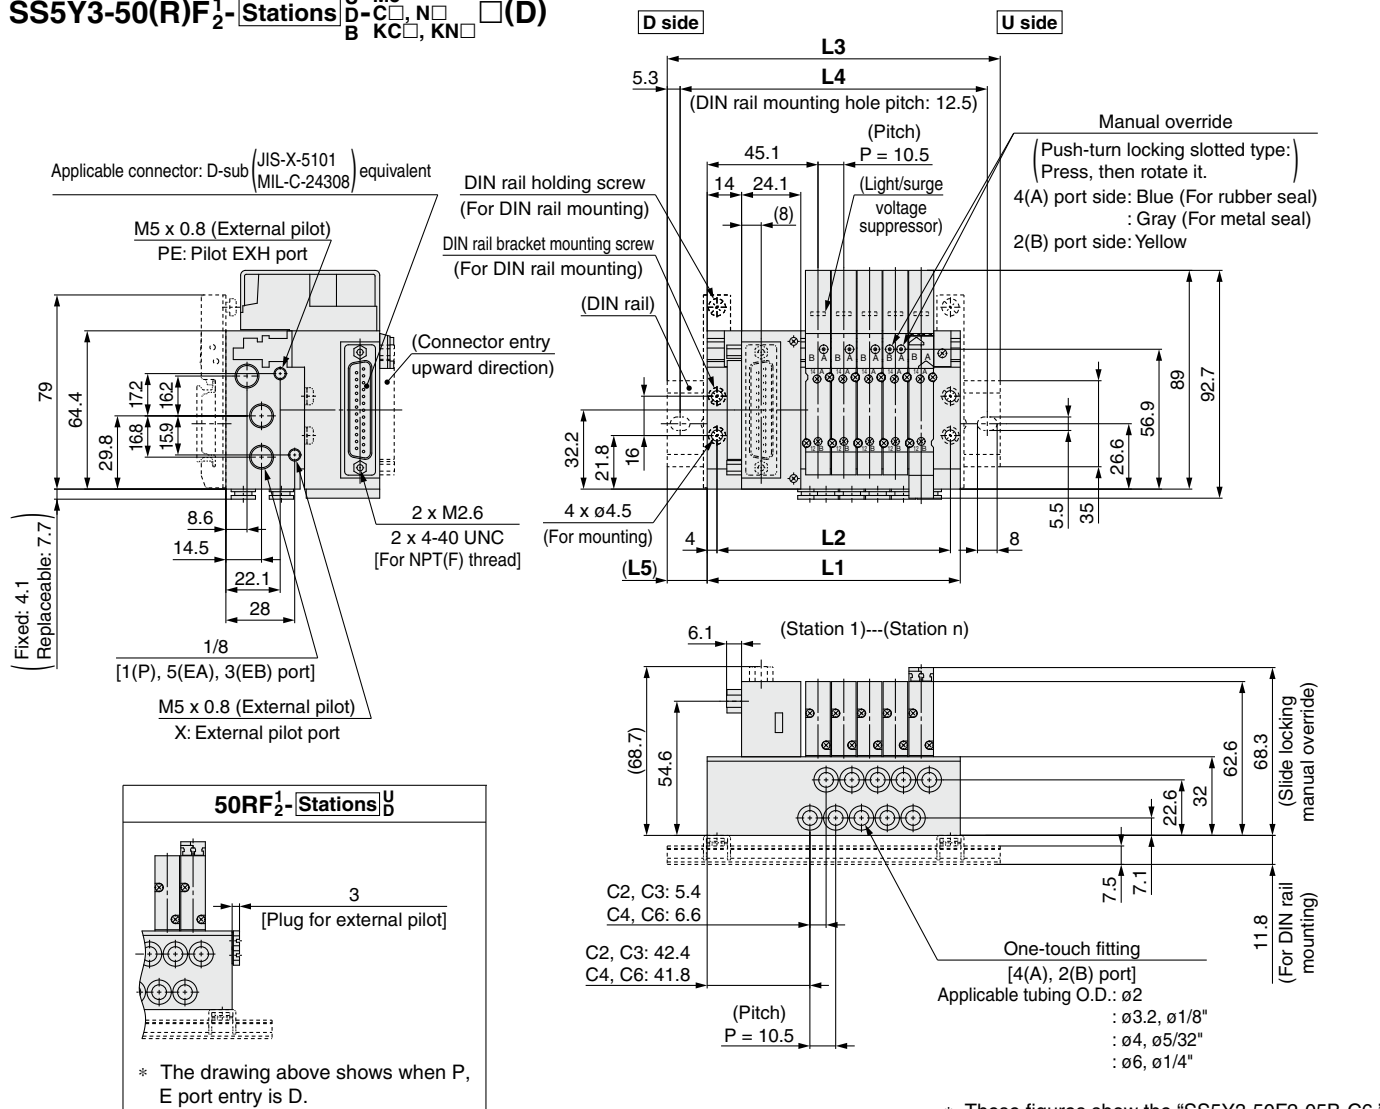 SS5Y3-50(R)F½-Stations D-C□, N□ □(D)
B KC□, KN□
D side
U side
L3
5.3
L4
(DIN rail mounting hole pitch: 12.5)
(Pitch)
P = 10.5
45.1
14
24.1
(8)
(Light/surge
voltage
suppressor)
Manual override
(Push-turn locking slotted type:
Press, then rotate it.)
4(A) port side: Blue (For rubber seal)
: Gray (For metal seal)
2(B) port side: Yellow
Applicable connector: D-sub (JIS-X-5101
MIL-C-24308) equivalent
M5 x 0.8 (External pilot)
PE: Pilot EXH port
DIN rail holding screw
(For DIN rail mounting)
DIN rail bracket mounting screw
(For DIN rail mounting)
(DIN rail)
(Connector entry
upward direction)
79
64.4
29.8
17.2
16.2
16.8
15.9
8.6
14.5
22.1
28
(Fixed: 4.1
Replaceable: 7.7)
2 x M2.6
2 x 4-40 UNC
[For NPT(F) thread]
1/8
[1(P), 5(EA), 3(EB) port]
M5 x 0.8 (External pilot)
X: External pilot port
32.2
21.8
16
4 x ø4.5
(For mounting)
4
L2
8
(L5)
L1
B A A A B A B A
5.5
35
26.6
56.9
89
92.7
(Station 1)---(Station n)
6.1
(68.7)
54.6
22.6
32
62.6
68.3
(Slide locking
manual override)
7.5
7.1
11.8
(For DIN rail
mounting)
C2, C3: 5.4
C4, C6: 6.6
C2, C3: 42.4
C4, C6: 41.8
(Pitch)
P = 10.5
One-touch fitting
[4(A), 2(B) port]
Applicable tubing O.D.: ø2
: ø3.2, ø1/8"
: ø4, ø5/32"
: ø6, ø1/4"
50RF½-Stations U
D
3
[Plug for external pilot]
* The drawing above shows when P,
E port entry is D.